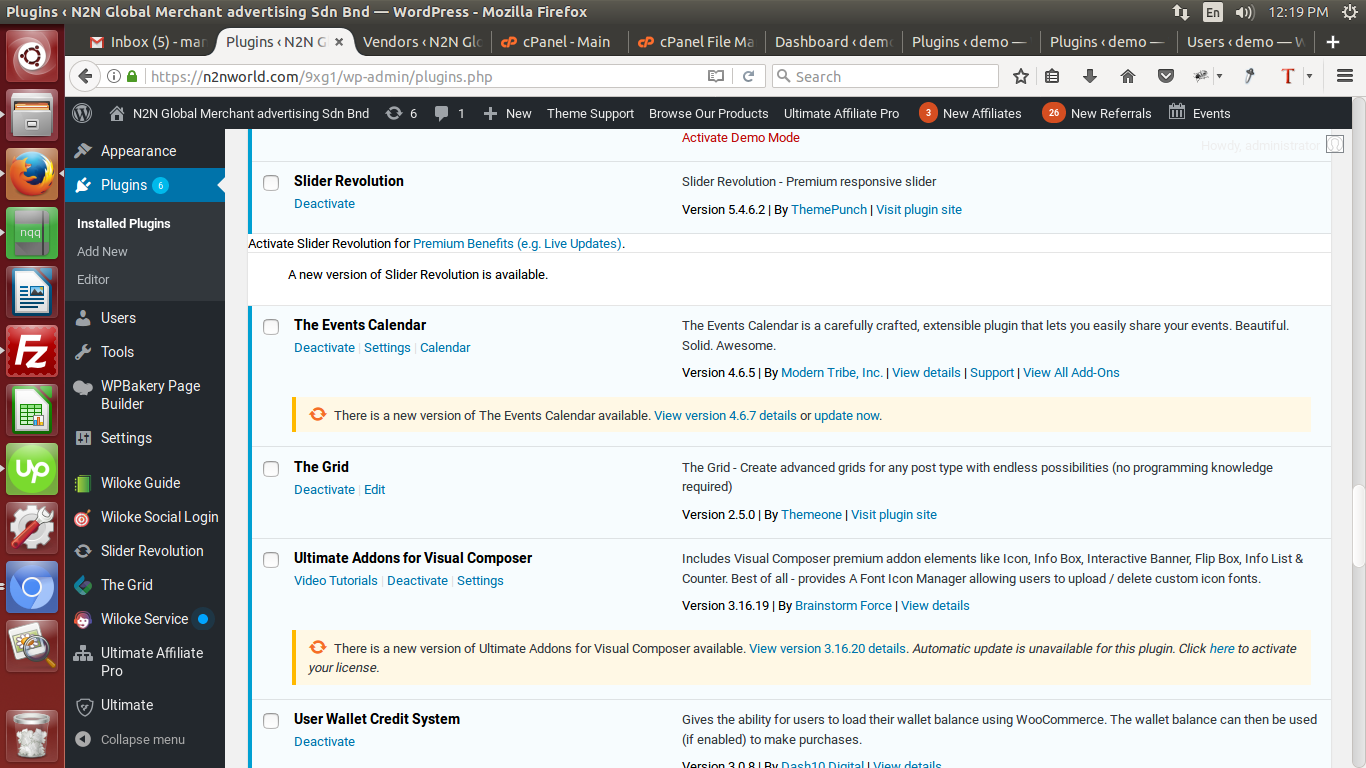 Plugins ‹ N2N Global Merchant advertising Sdn Bnd — WordPress - Mozilla Firefox
En
12:19 PM
Inbox (5) - mar
Plugins ‹ N2N G
Vendors ‹ N2N Glo
cPanel - Main
cPanel File Ma
Dashboard ‹ demo
Plugins ‹ demo —
Plugins ‹ demo —
Users ‹ demo — W
https://n2nworld.com/9xg1/wp-admin/plugins.php
Search
N2N Global Merchant advertising Sdn Bnd
6
1
New
Theme Support
Browse Our Products
Ultimate Affiliate Pro
3 New Affiliates
26 New Referrals
Events
Howdy, administrator
Appearance
Plugins 6
Installed Plugins
Add New
Editor
Users
Tools
WPBakery Page
Builder
Settings
Wiloke Guide
Wiloke Social Login
Slider Revolution
The Grid
Wiloke Service
Ultimate Affiliate
Pro
Ultimate
Collapse menu
nqq
Fz
up
Activate Demo Mode
Slider Revolution
Deactivate
Slider Revolution - Premium responsive slider
Version 5.4.6.2 | By ThemePunch | Visit plugin site
Activate Slider Revolution for Premium Benefits (e.g. Live Updates).
A new version of Slider Revolution is available.
The Events Calendar
Deactivate | Settings | Calendar
The Events Calendar is a carefully crafted, extensible plugin that lets you easily share your events. Beautiful.
Solid. Awesome.
Version 4.6.5 | By Modern Tribe, Inc. | View details | Support | View All Add-Ons
There is a new version of The Events Calendar available. View version 4.6.7 details or update now.
The Grid
Deactivate | Edit
The Grid - Create advanced grids for any post type with endless possibilities (no programming knowledge
required)
Version 2.5.0 | By Themeone | Visit plugin site
Ultimate Addons for Visual Composer
Video Tutorials | Deactivate | Settings
Includes Visual Composer premium addon elements like Icon, Info Box, Interactive Banner, Flip Box, Info List &
Counter. Best of all - provides A Font Icon Manager allowing users to upload / delete custom icon fonts.
Version 3.16.19 | By Brainstorm Force | View details
There is a new version of Ultimate Addons for Visual Composer available. View version 3.16.20 details. Automatic update is unavailable for this plugin. Click here to activate
your license.
User Wallet Credit System
Deactivate
Gives the ability for users to load their wallet balance using WooCommerce. The wallet balance can then be used
(if enabled) to make purchases.
Version 3.0.8 | By Dash10 Digital | View details